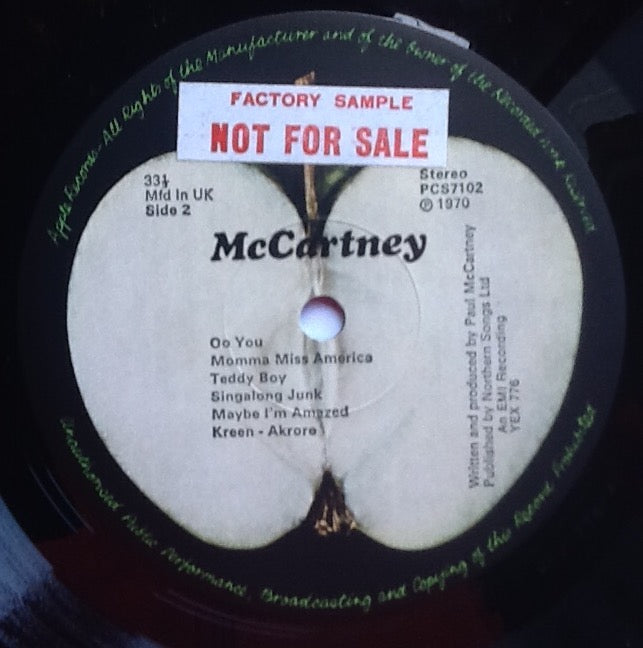 Apple Records-All Rights of the Manufacturer and of the Owner of the Recorded Work Reserved
FACTORY SAMPLE
NOT FOR SALE
33⅓
Mfd In UK
Side 2
Stereo
PCS7102
℗ 1970
McCartney
Oo You
Momma Miss America
Teddy Boy
Singalong Junk
Maybe I'm Amazed
Kreen - Akrore
Written and produced by Paul McCartney
Published by Northern Songs Ltd
An EMI Recording
YEX 776
Unauthorised Public Performance, Broadcasting and Copying of this Record Prohibited